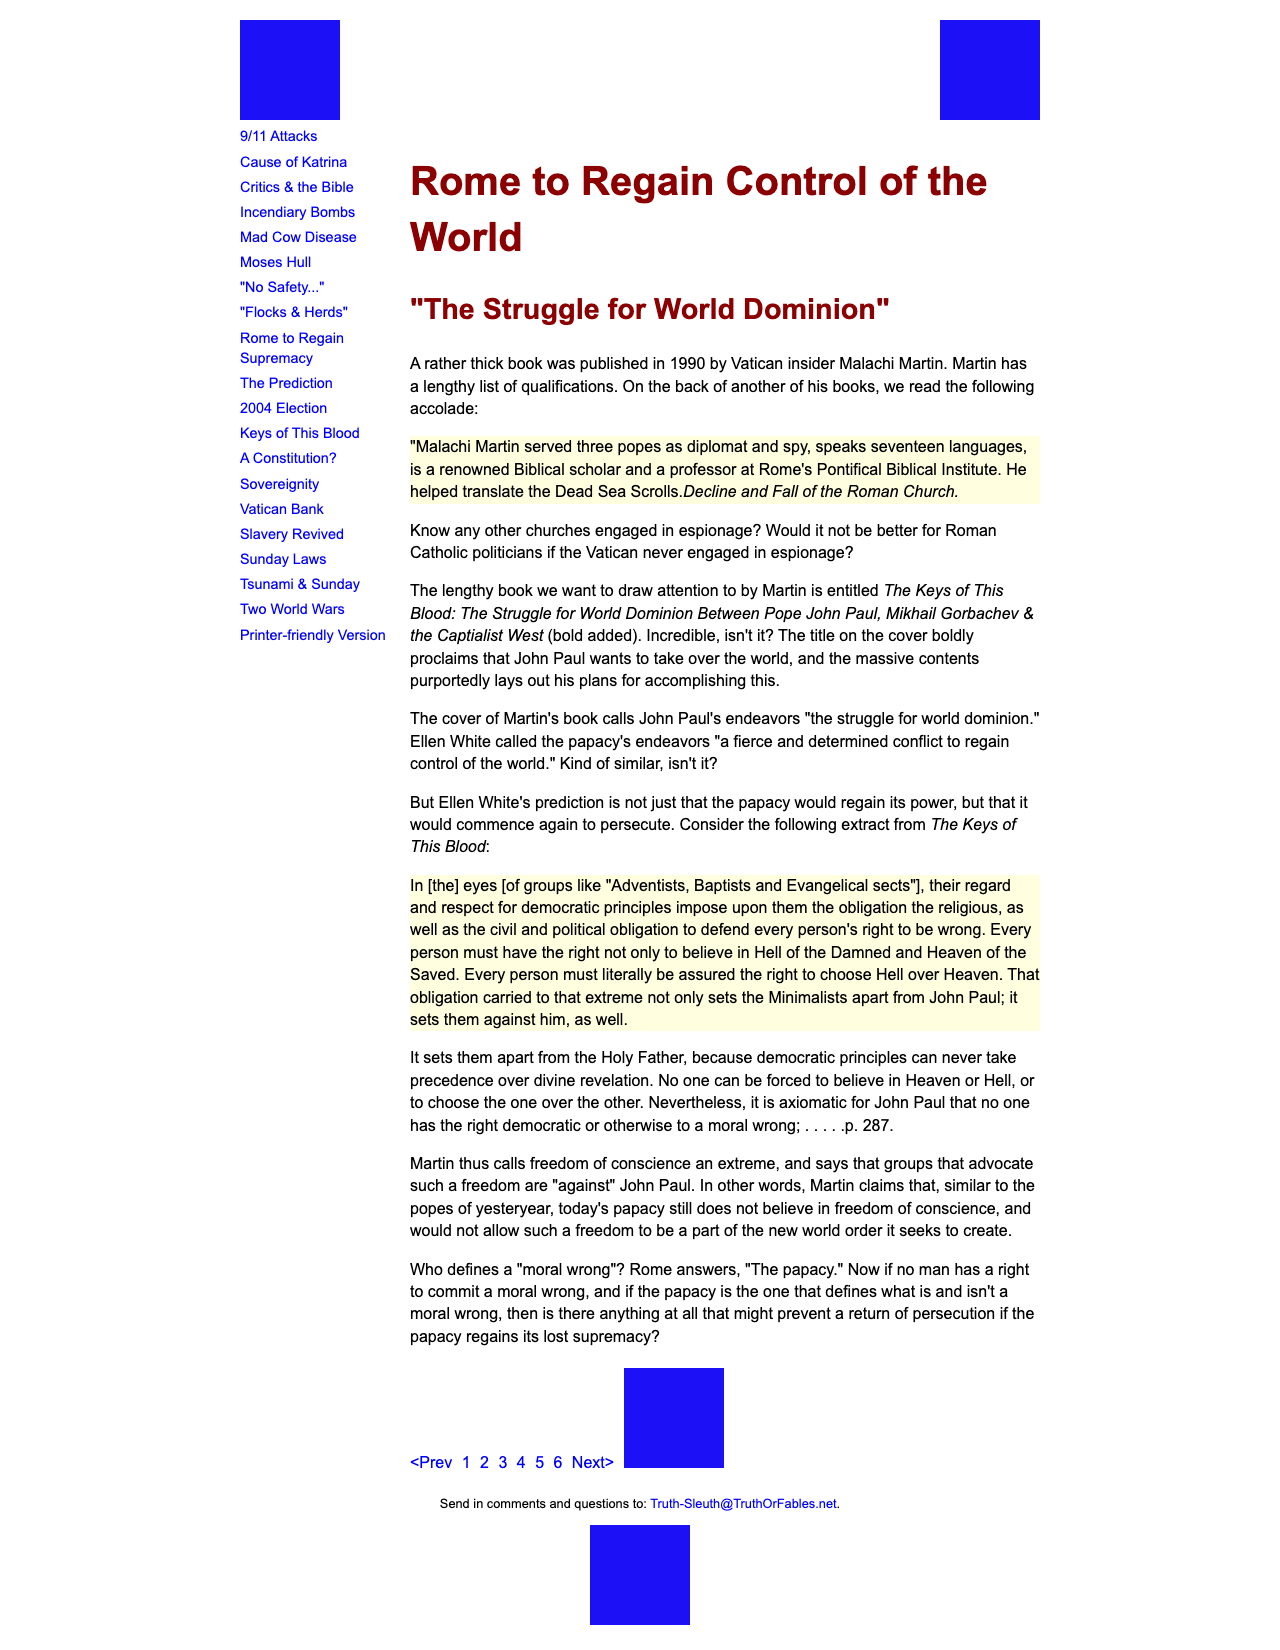 9/11 Attacks
Cause of Katrina
Critics & the Bible
Incendiary Bombs
Mad Cow Disease
Moses Hull
"No Safety..."
"Flocks & Herds"
Rome to Regain
Supremacy
The Prediction
2004 Election
Keys of This Blood
A Constitution?
Sovereignity
Vatican Bank
Slavery Revived
Sunday Laws
Tsunami & Sunday
Two World Wars
Printer-friendly Version
Rome to Regain Control of the
World
"The Struggle for World Dominion"
A rather thick book was published in 1990 by Vatican insider Malachi Martin. Martin has
a lengthy list of qualifications. On the back of another of his books, we read the following
accolade:
"Malachi Martin served three popes as diplomat and spy, speaks seventeen languages,
is a renowned Biblical scholar and a professor at Rome's Pontifical Biblical Institute. He
helped translate the Dead Sea Scrolls.Decline and Fall of the Roman Church.
Know any other churches engaged in espionage? Would it not be better for Roman
Catholic politicians if the Vatican never engaged in espionage?
The lengthy book we want to draw attention to by Martin is entitled The Keys of This
Blood: The Struggle for World Dominion Between Pope John Paul, Mikhail Gorbachev &
the Captialist West (bold added). Incredible, isn't it? The title on the cover boldly
proclaims that John Paul wants to take over the world, and the massive contents
purportedly lays out his plans for accomplishing this.
The cover of Martin's book calls John Paul's endeavors "the struggle for world dominion."
Ellen White called the papacy's endeavors "a fierce and determined conflict to regain
control of the world." Kind of similar, isn't it?
But Ellen White's prediction is not just that the papacy would regain its power, but that it
would commence again to persecute. Consider the following extract from The Keys of
This Blood:
In [the] eyes [of groups like "Adventists, Baptists and Evangelical sects"], their regard
and respect for democratic principles impose upon them the obligation the religious, as
well as the civil and political obligation to defend every person's right to be wrong. Every
person must have the right not only to believe in Hell of the Damned and Heaven of the
Saved. Every person must literally be assured the right to choose Hell over Heaven. That
obligation carried to that extreme not only sets the Minimalists apart from John Paul; it
sets them against him, as well.
It sets them apart from the Holy Father, because democratic principles can never take
precedence over divine revelation. No one can be forced to believe in Heaven or Hell, or
to choose the one over the other. Nevertheless, it is axiomatic for John Paul that no one
has the right democratic or otherwise to a moral wrong; . . . . .p. 287.
Martin thus calls freedom of conscience an extreme, and says that groups that advocate
such a freedom are "against" John Paul. In other words, Martin claims that, similar to the
popes of yesteryear, today's papacy still does not believe in freedom of conscience, and
would not allow such a freedom to be a part of the new world order it seeks to create.
Who defines a "moral wrong"? Rome answers, "The papacy." Now if no man has a right
to commit a moral wrong, and if the papacy is the one that defines what is and isn't a
moral wrong, then is there anything at all that might prevent a return of persecution if the
papacy regains its lost supremacy?
<Prev 1 2 3 4 5 6 Next>
Send in comments and questions to: Truth-Sleuth@TruthOrFables.net.